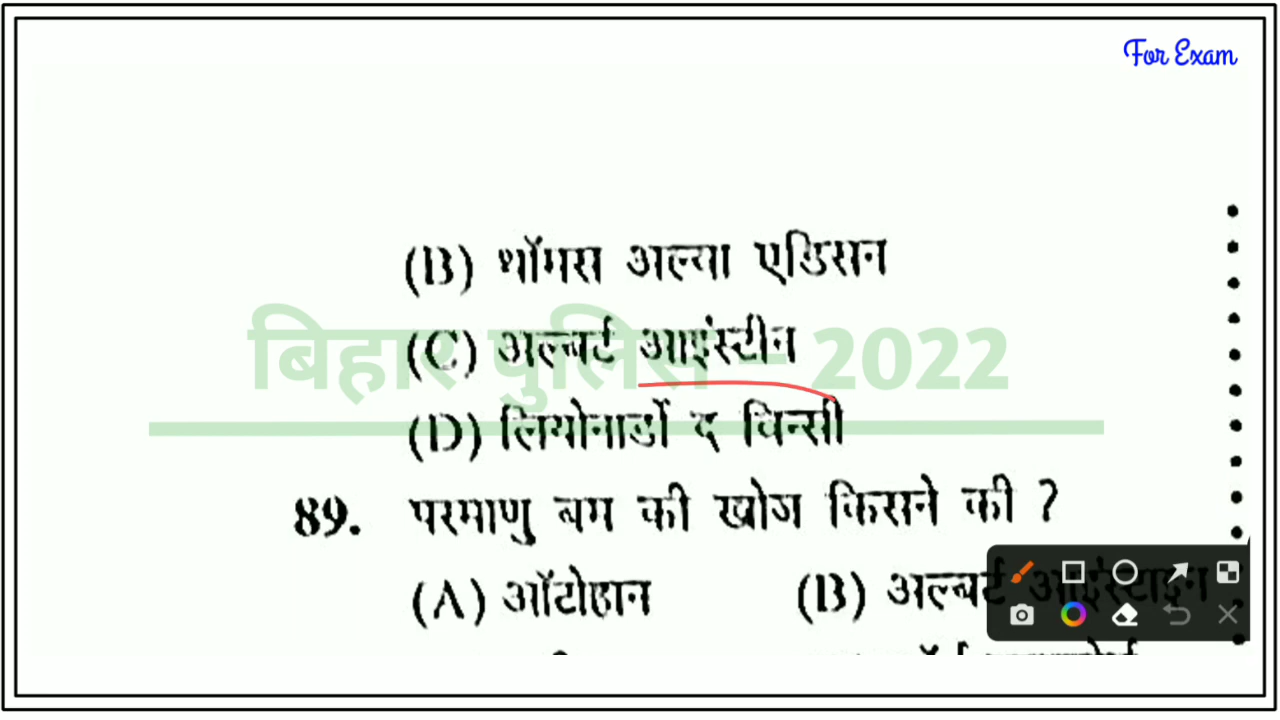 For Exam
(B) थॉमस अल्वा एडिसन
बिहार पुलिस - 2022
(C) अल्बर्ट आइंस्टीन
(D) लियोनार्डो द विन्सी
89. परमाणु बम की खोज किसने की ?
(A) ऑटोहान (B) अल्बर्ट आइंस्टाइन